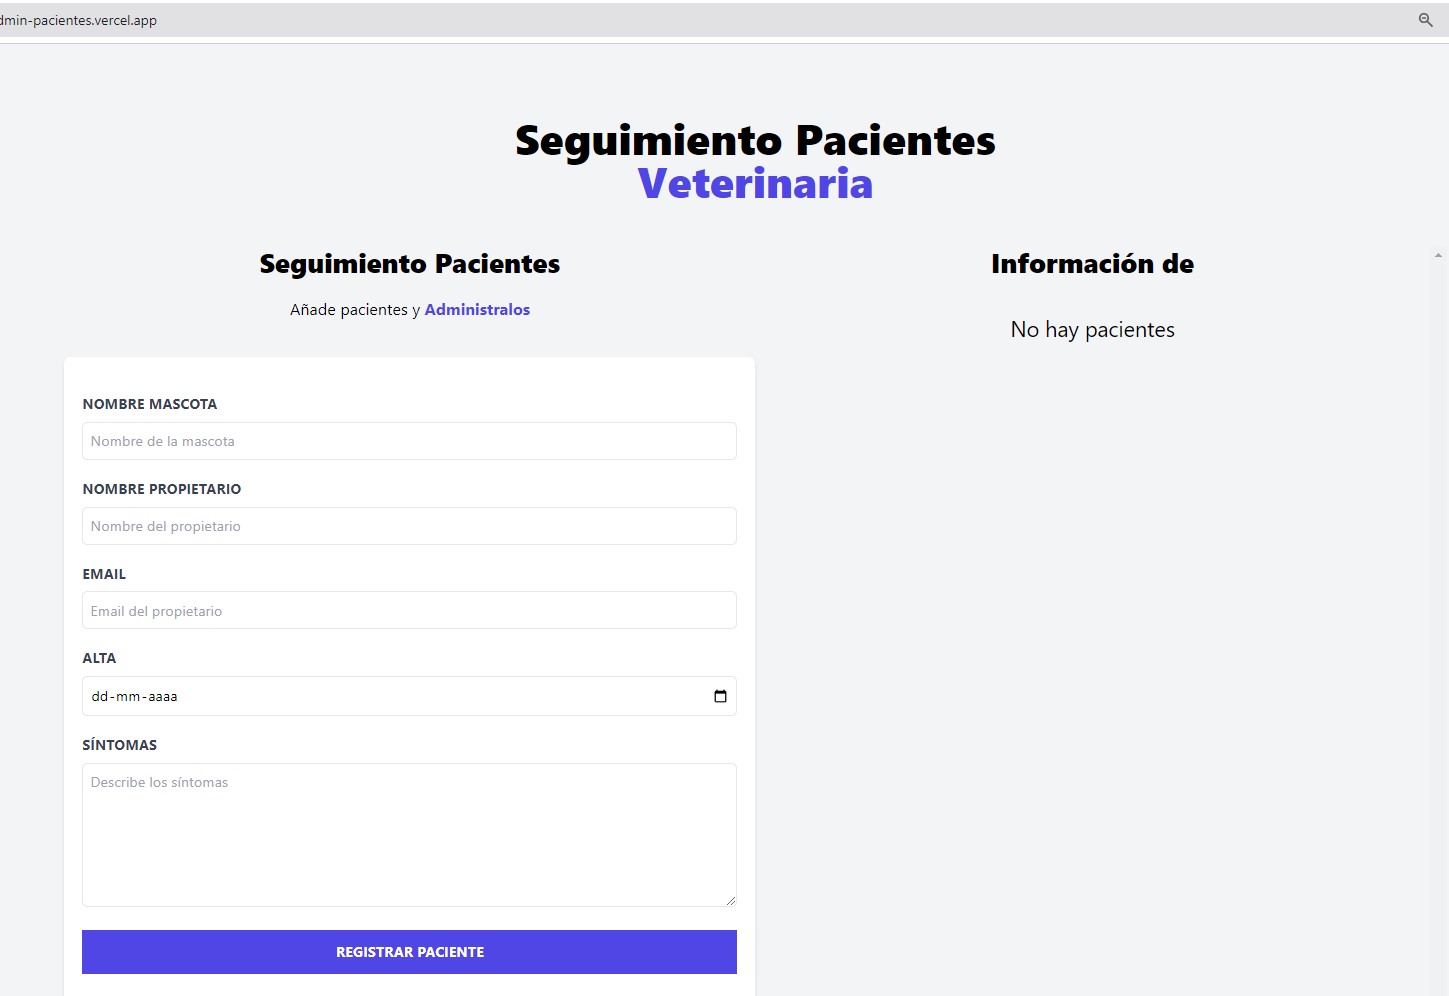 dmin-pacientes.vercel.app
Seguimiento Pacientes
Veterinaria
Seguimiento Pacientes
Añade pacientes y Administralos
NOMBRE MASCOTA
Nombre de la mascota
NOMBRE PROPIETARIO
Nombre del propietario
EMAIL
Email del propietario
ALTA
dd-mm-aaaa
SÍNTOMAS
Describe los síntomas
REGISTRAR PACIENTE
Información de
No hay pacientes